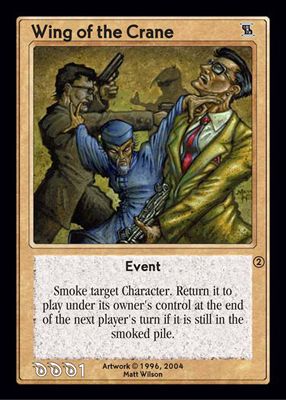 Wing of the Crane
Event
2
Smoke target Character. Return it to
play under its owner's control at the end
of the next player's turn if it is still in the
smoked pile.
1
Artwork © 1996, 2004
Matt Wilson